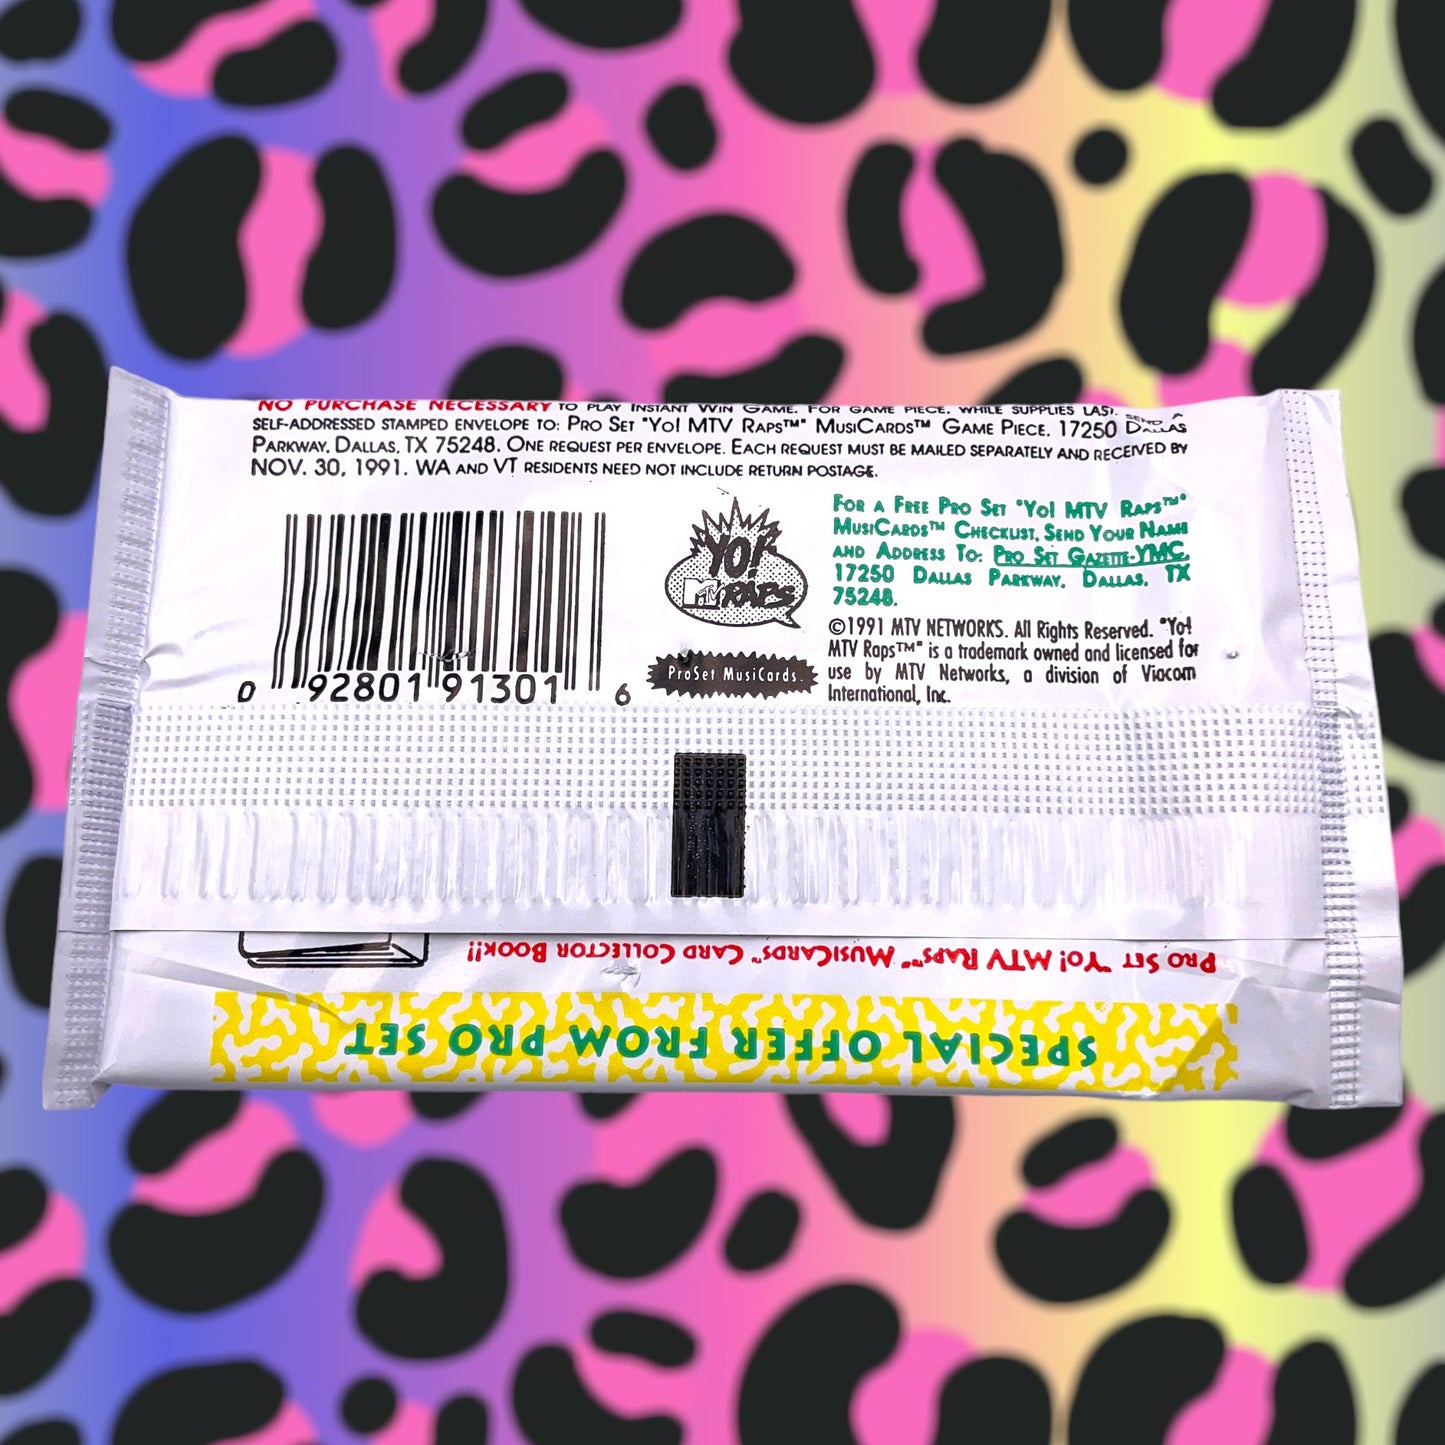 NO PURCHASE NECESSARY TO PLAY INSTANT WIN GAME. FOR GAME PIECE, WHILE SUPPLIES LAST, SEND A
SELF-ADDRESSED STAMPED ENVELOPE TO: PRO SET "YO! MTV RAPS™" MUSICARDS™ GAME PIECE, 17250 DALLAS
PARKWAY, DALLAS, TX 75248. ONE REQUEST PER ENVELOPE. EACH REQUEST MUST BE MAILED SEPARATELY AND RECEIVED BY
NOV. 30, 1991. WA AND VT RESIDENTS NEED NOT INCLUDE RETURN POSTAGE.
0 92801 91301 6
YO!
MTV RAPS
ProSet MusiCards.
FOR A FREE PRO SET "YO! MTV RAPS™"
MUSICARDS™ CHECKLIST, SEND YOUR NAME
AND ADDRESS TO: PRO SET GAZETTE-YMC,
17250 DALLAS PARKWAY, DALLAS, TX
75248.
©1991 MTV NETWORKS. All Rights Reserved. "Yo!
MTV Raps™" is a trademark owned and licensed for
use by MTV Networks, a division of Viacom
International, Inc.
PRO SET "YO! MTV RAPS™" MUSICARDS™ CARD COLLECTOR BOOK!!
SPECIAL OFFER FROM PRO SET